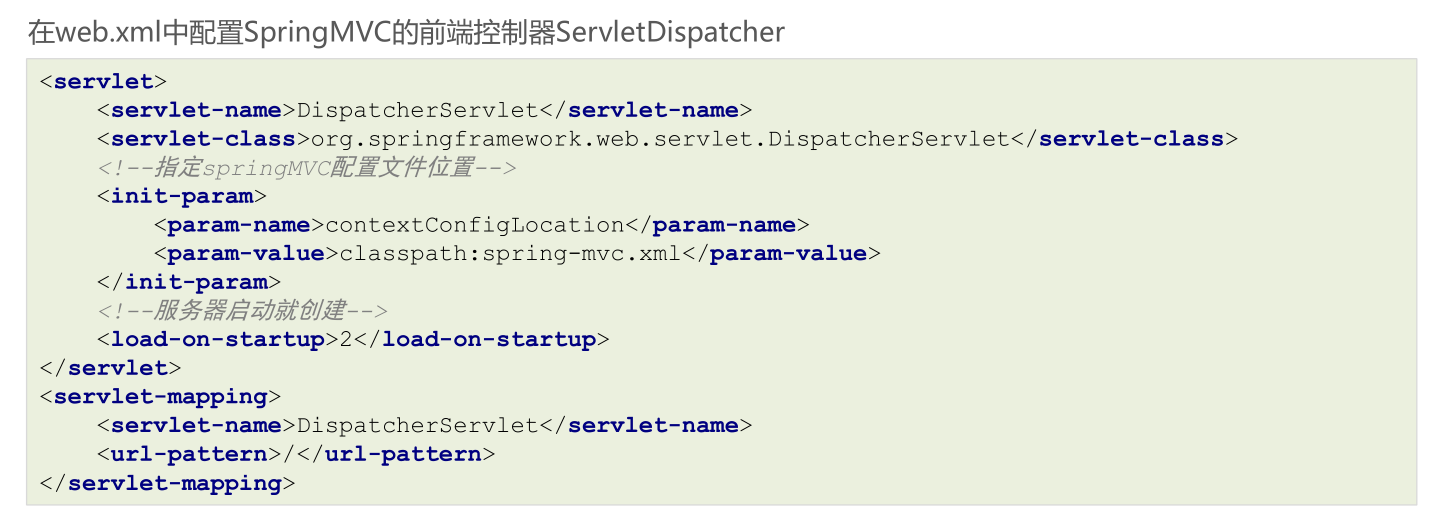 在web.xml中配置SpringMVC的前端控制器ServletDispatcher
<servlet>
    <servlet-name>DispatcherServlet</servlet-name>
    <servlet-class>org.springframework.web.servlet.DispatcherServlet</servlet-class>
    <!--指定springMVC配置文件位置-->
    <init-param>
        <param-name>contextConfigLocation</param-name>
        <param-value>classpath:spring-mvc.xml</param-value>
    </init-param>
    <!--服务器启动就创建-->
    <load-on-startup>2</load-on-startup>
</servlet>
<servlet-mapping>
    <servlet-name>DispatcherServlet</servlet-name>
    <url-pattern>/</url-pattern>
</servlet-mapping>